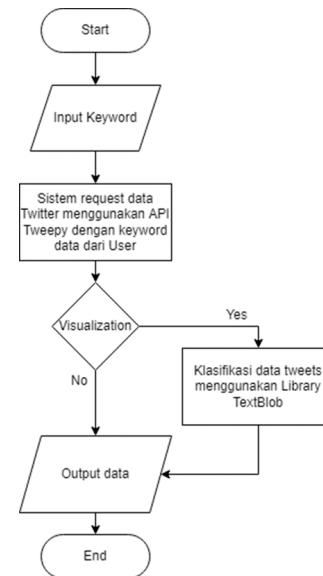 Start
Input Keyword
Sistem request data
Twitter menggunakan API
Tweepy dengan keyword
data dari User
Visualization
Yes
No
Klasifikasi data tweets
menggunakan Library
TextBlob
Output data
End